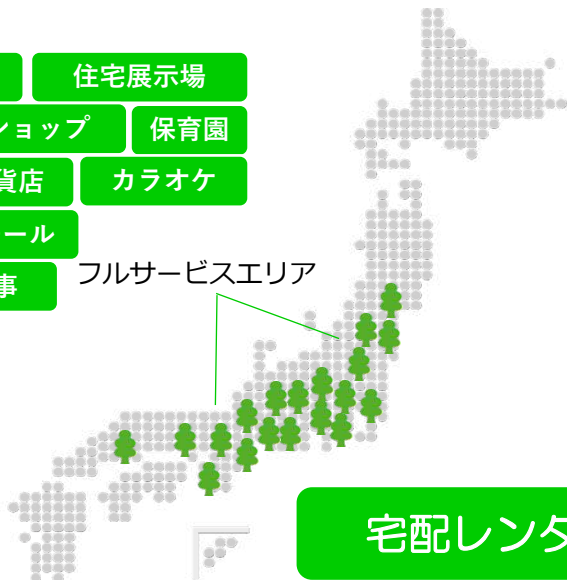 住宅展示場
ショップ
保育園
貨店
カラオケ
ール
事
フルサービスエリア
宅配レンタ